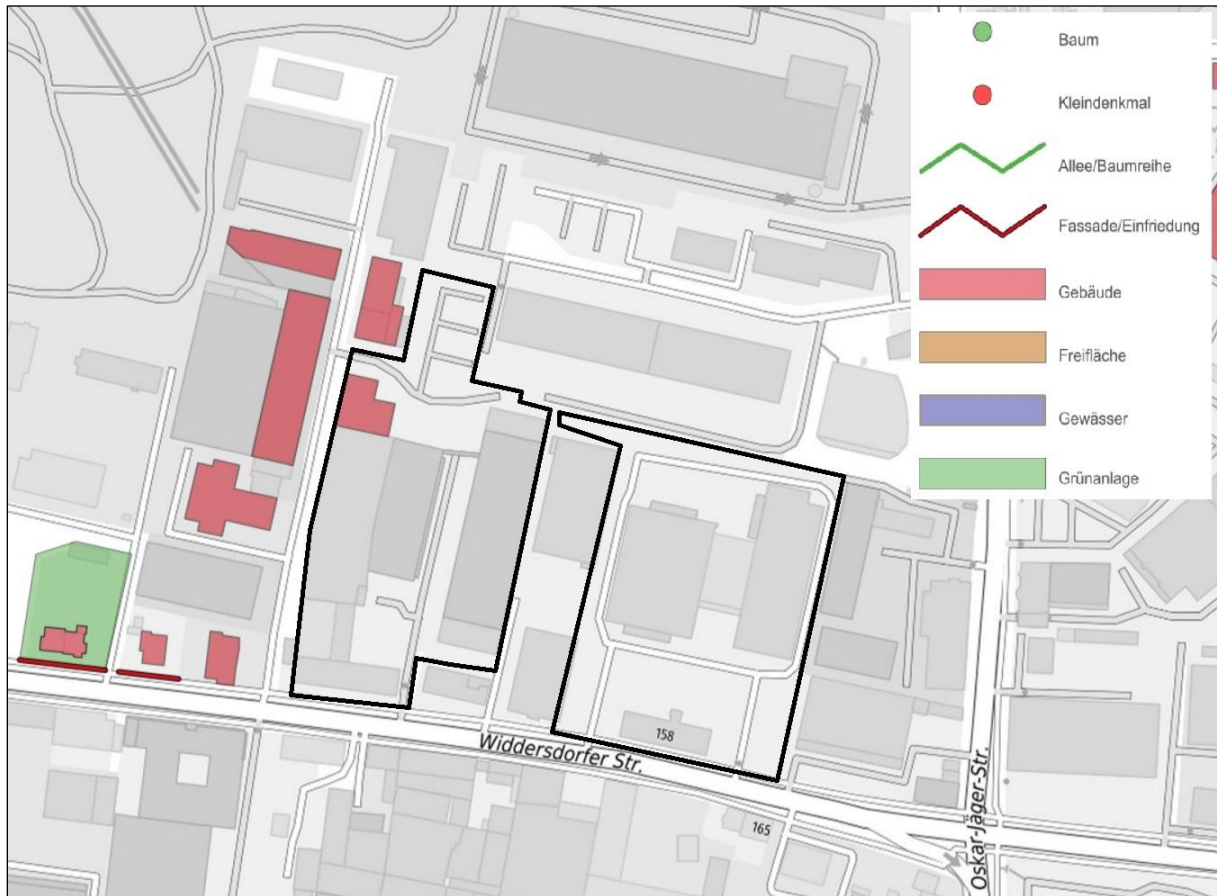 Baum
Kleindenkmal
Allee/Baumreihe
Fassade/Einfriedung
Gebäude
Freifläche
Gewässer
Grünanlage
158
Widdersdorfer Str.
165
Oskar-Jäger-Str.